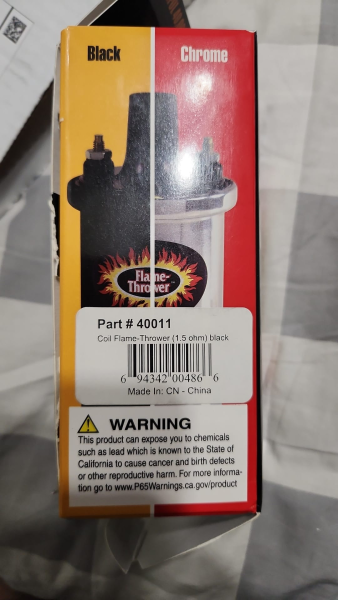 Black Chrome
Flame-
Thrower
Part # 40011
Coil Flame-Thrower (1.5 ohm) black
6 94342 00486 6
Made In: CN - China
WARNING
This product can expose you to chemicals
such as lead which is known to the State of
California to cause cancer and birth defects
or other reproductive harm. For more informa-
tion go to www.P65Warnings.ca.gov/product